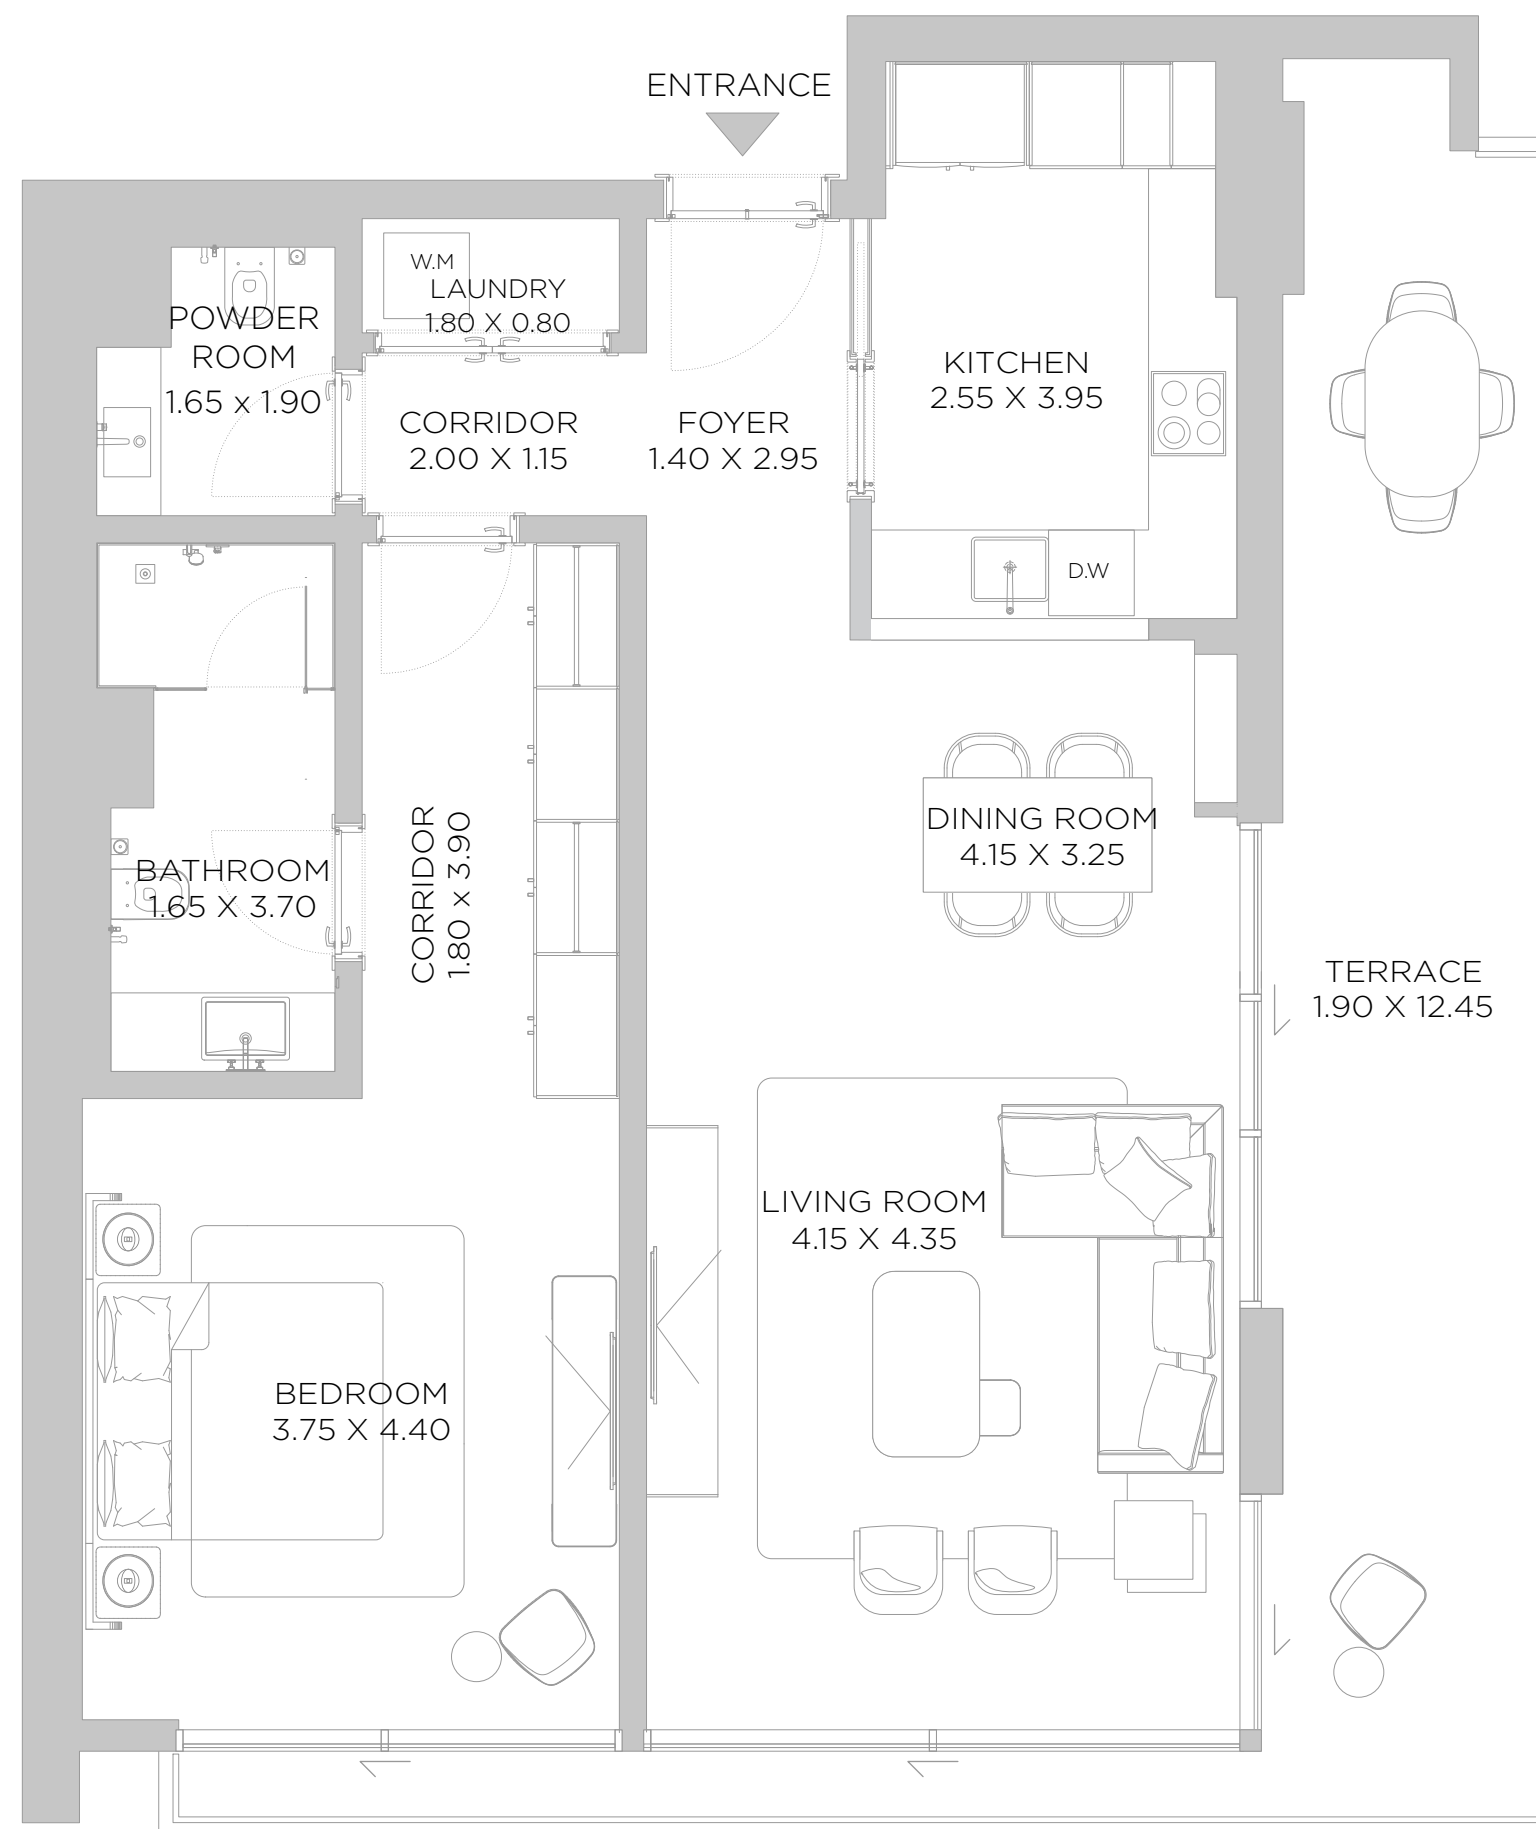 ENTRANCE
W.M
LAUNDRY
1.80 X 0.80
POWDER
ROOM
1.65 x 1.90
CORRIDOR
2.00 X 1.15
FOYER
1.40 X 2.95
KITCHEN
2.55 X 3.95
D.W
DINING ROOM
4.15 X 3.25
BATHROOM
1.65 X 3.70
CORRIDOR
1.80 x 3.90
TERRACE
1.90 X 12.45
LIVING ROOM
4.15 X 4.35
BEDROOM
3.75 X 4.40